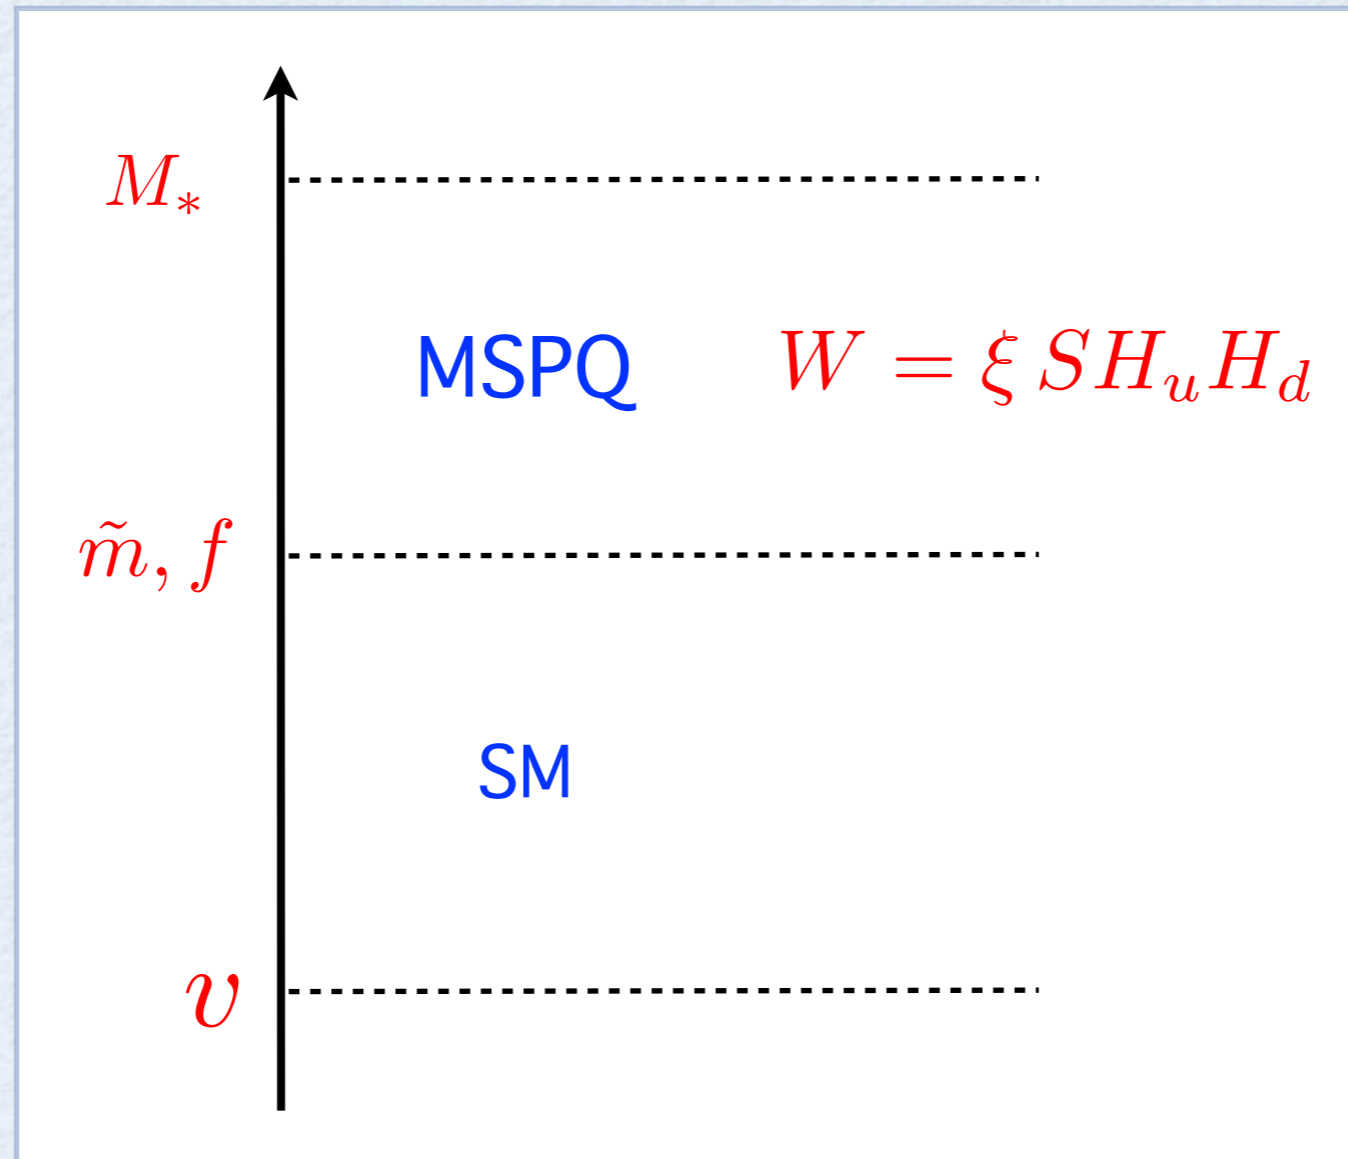 M_*
MSPQ W = ξ S H_u H_d
m̃, f
SM
υ